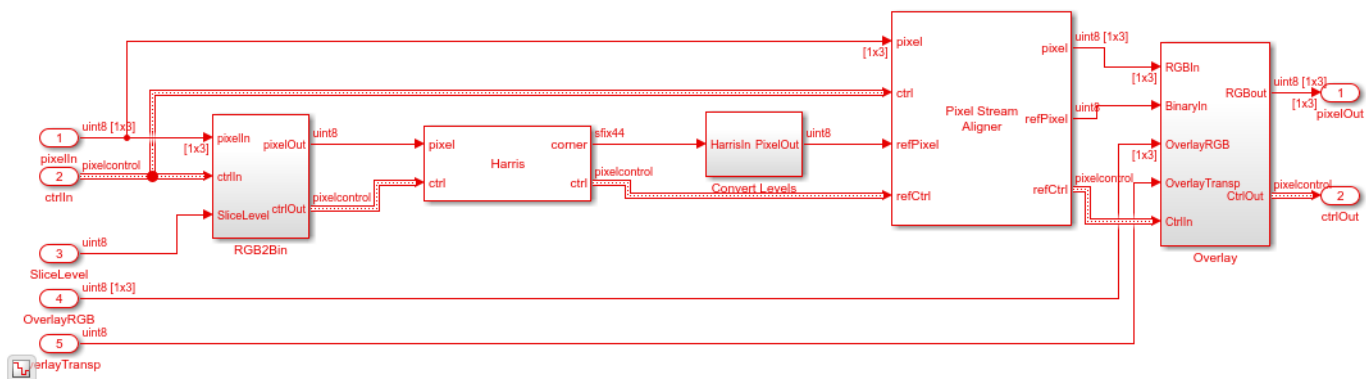 1
uint8 [1x3]
pixelIn
2
pixelcontrol
ctrlIn
3
uint8
SliceLevel
4
uint8 [1x3]
OverlayRGB
5
uint8
erlayTransp
[1x3]
pixelIn
ctrlIn
SliceLevel
pixelOut
ctrlOut
RGB2Bin
uint8
pixelcontrol
pixel
ctrl
Harris
corner
ctrl
sfix44
pixelcontrol
HarrisIn PixelOut
Convert Levels
uint8
[1x3]
pixel
ctrl
refPixel
refCtrl
Pixel Stream
Aligner
pixel
refPixel
refCtrl
uint8 [1x3]
uint8
pixelcontrol
[1x3]
[1x3]
RGBIn
BinaryIn
OverlayRGB
OverlayTransp
CtrlIn
RGBout
CtrlOut
Overlay
uint8 [1x3]
[1x3]
pixelcontrol
1
pixelOut
2
ctrlOut